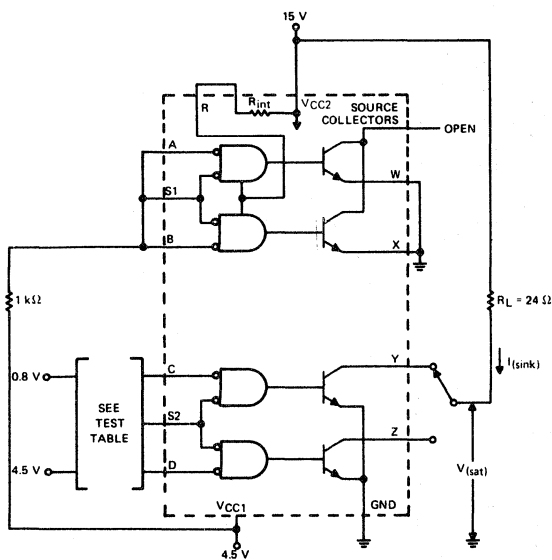 15 V
R
Rint
VCC2
SOURCE
COLLECTORS
OPEN
A
W
S1
B
X
1 kΩ
RL = 24 Ω
0.8 V
C
Y
I(sink)
SEE
TEST
TABLE
S2
Z
4.5 V
D
V(sat)
VCC1
GND
4.5 V